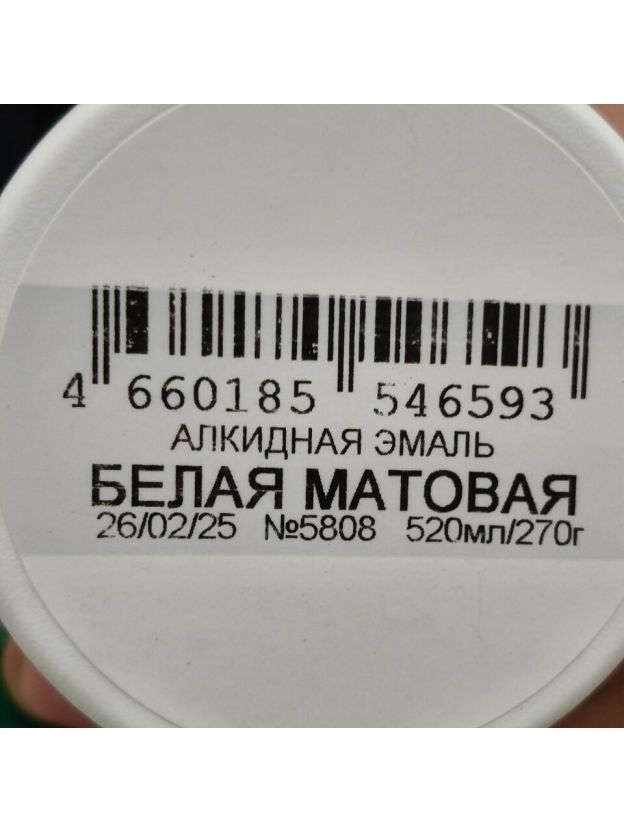 4 660185 546593
АЛКИДНАЯ ЭМАЛЬ
БЕЛАЯ МАТОВАЯ
26/02/25 №5808 520мл/270г